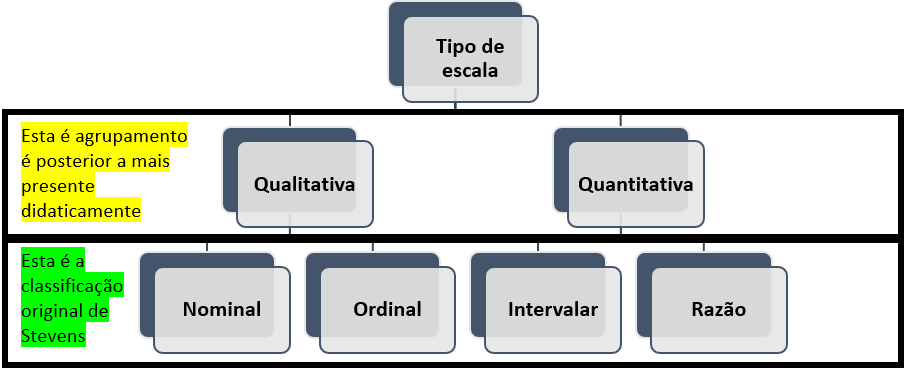 Tipo de
escala
Esta é agrupamento
é posterior a mais
presente
didaticamente
Qualitativa
Quantitativa
Esta é a
classificação
original de
Stevens
Nominal
Ordinal
Intervalar
Razão